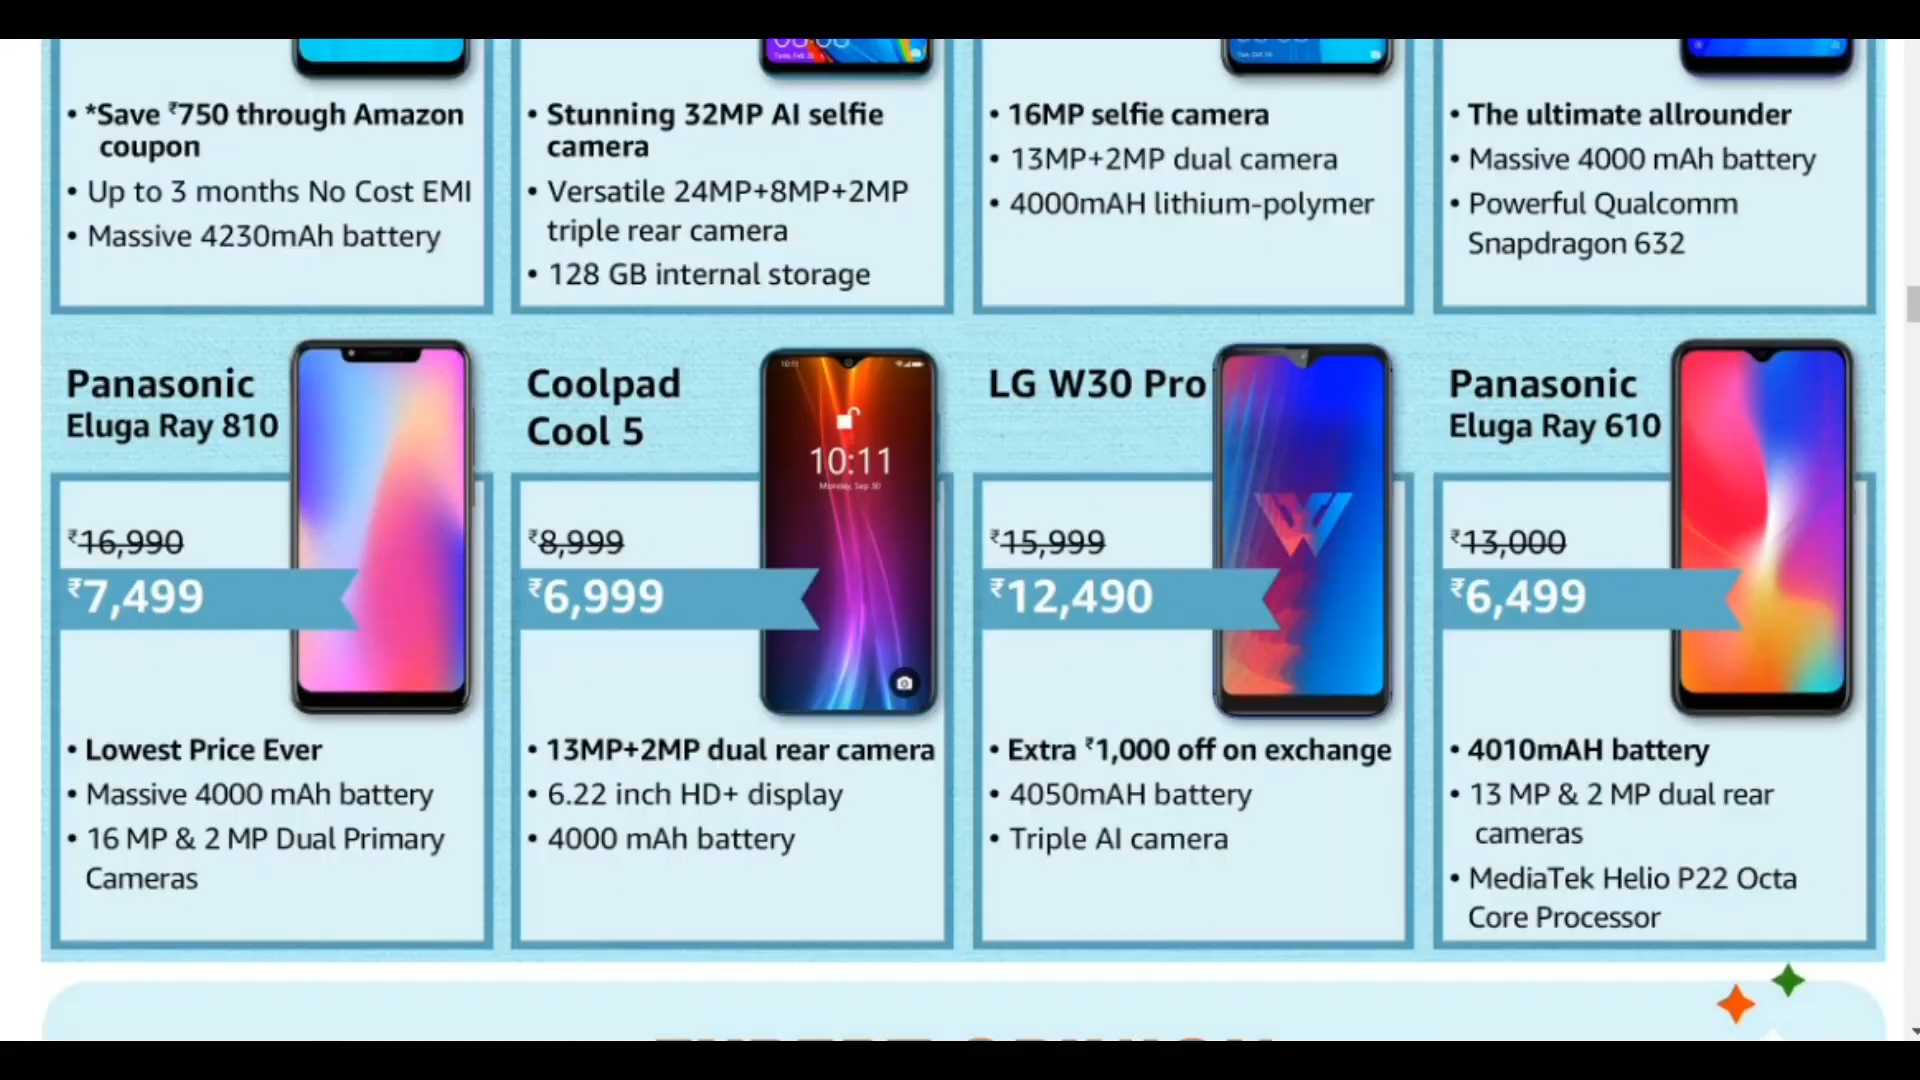 • *Save ₹750 through Amazon
coupon
• Up to 3 months No Cost EMI
• Massive 4230mAh battery
• Stunning 32MP AI selfie
camera
• Versatile 24MP+8MP+2MP
triple rear camera
• 128 GB internal storage
• 16MP selfie camera
• 13MP+2MP dual camera
• 4000mAH lithium-polymer
• The ultimate allrounder
• Massive 4000 mAh battery
• Powerful Qualcomm
Snapdragon 632
Panasonic
Eluga Ray 810
₹16,990
₹7,499
• Lowest Price Ever
• Massive 4000 mAh battery
• 16 MP & 2 MP Dual Primary
Cameras
Coolpad
Cool 5
10:11
10:11
Monday, Sep 30
₹8,999
₹6,999
• 13MP+2MP dual rear camera
• 6.22 inch HD+ display
• 4000 mAh battery
LG W30 Pro
W
₹15,999
₹12,490
• Extra ₹1,000 off on exchange
• 4050mAH battery
• Triple AI camera
Panasonic
Eluga Ray 610
₹13,000
₹6,499
• 4010mAH battery
• 13 MP & 2 MP dual rear
cameras
• MediaTek Helio P22 Octa
Core Processor